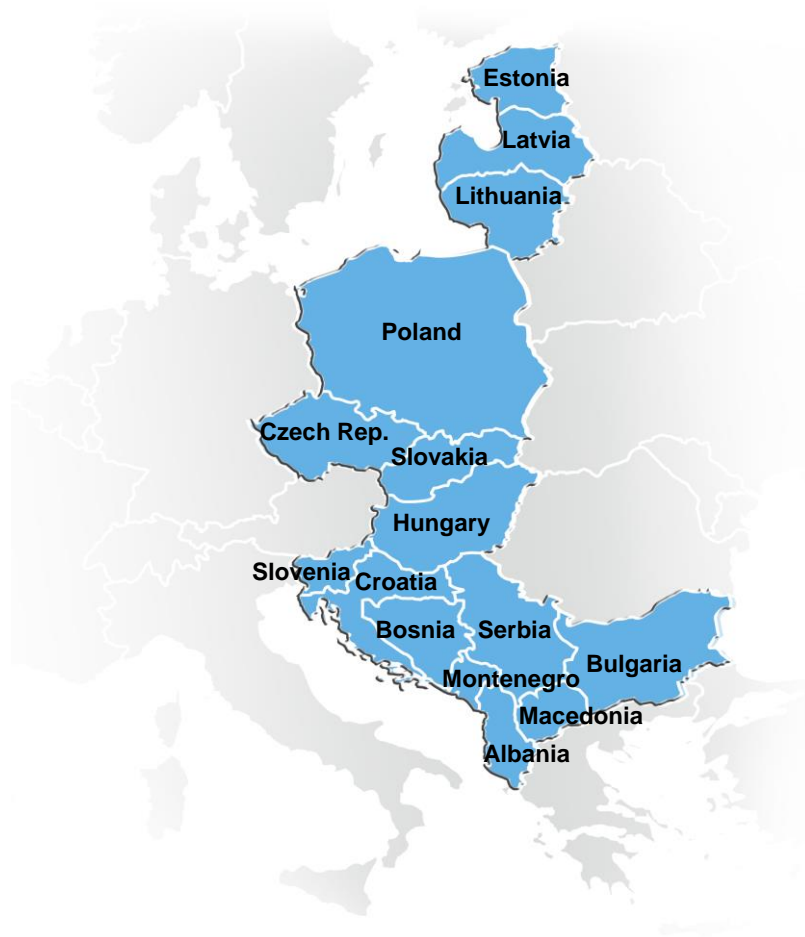 Estonia
Latvia
Lithuania
Poland
Czech Rep.
Slovakia
Hungary
Slovenia
Croatia
Bosnia
Serbia
Bulgaria
Montenegro
Macedonia
Albania